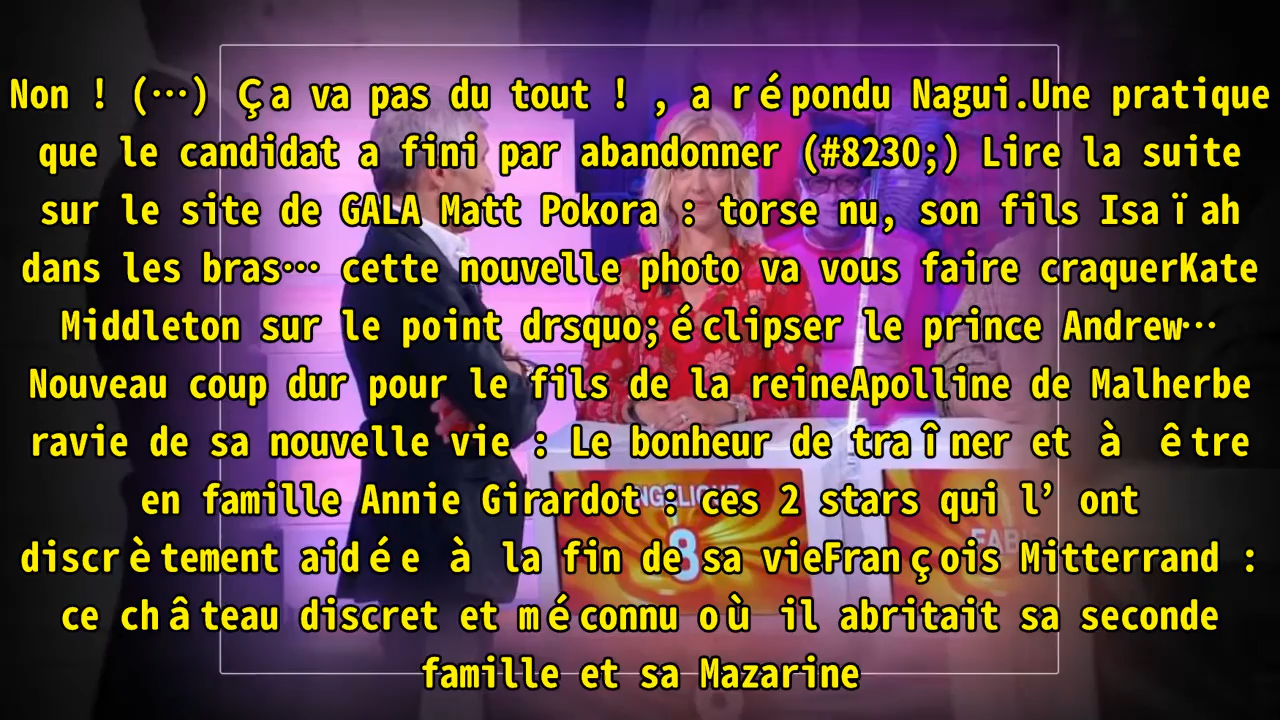 Non ! (…) Ça va pas du tout ! , a répondu Nagui.Une pratique
que le candidat a fini par abandonner (#8230;) Lire la suite
sur le site de GALA Matt Pokora : torse nu, son fils Isaïah
dans les bras… cette nouvelle photo va vous faire craquerKate
Middleton sur le point drsquo;éclipser le prince Andrew…
Nouveau coup dur pour le fils de la reineApolline de Malherbe
ravie de sa nouvelle vie : Le bonheur de traîner et à être
en famille Annie Girardot : ces 2 stars qui l’ ont
discrètement aidée à la fin de sa vieFrançois Mitterrand :
ce château discret et méconnu où il abritait sa seconde
famille et sa Mazarine
8